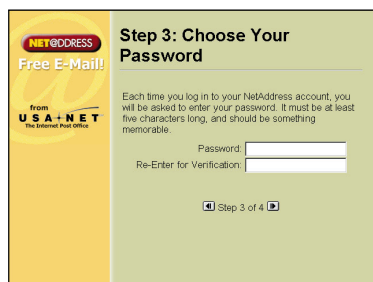 NET@DDRESS
Free E-Mail!
from
USA NET
The Internet Post Office
Step 3: Choose Your
Password
Each time you log in to your NetAddress account, you
will be asked to enter your password. It must be at least
five characters long, and should be something
memorable.
Password:
Re-Enter for Verification:
Step 3 of 4